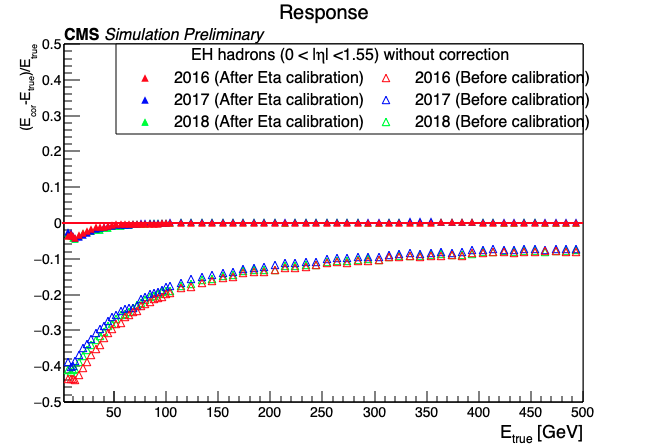 Response
CMS Simulation Preliminary
EH hadrons (0 < |η| <1.55) without correction
2016 (After Eta calibration) 2016 (Before calibration)
2017 (After Eta calibration) 2017 (Before calibration)
2018 (After Eta calibration) 2018 (Before calibration)
(E_cor-E_true)/E_true
0.5
0.4
0.3
0.2
0.1
0
−0.1
−0.2
−0.3
−0.4
−0.5
50 100 150 200 250 300 350 400 450 500
E_true [GeV]